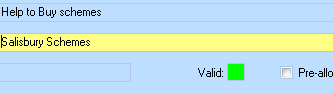 Help to Buy schemes
Salisbury Schemes
Valid: Pre-allo